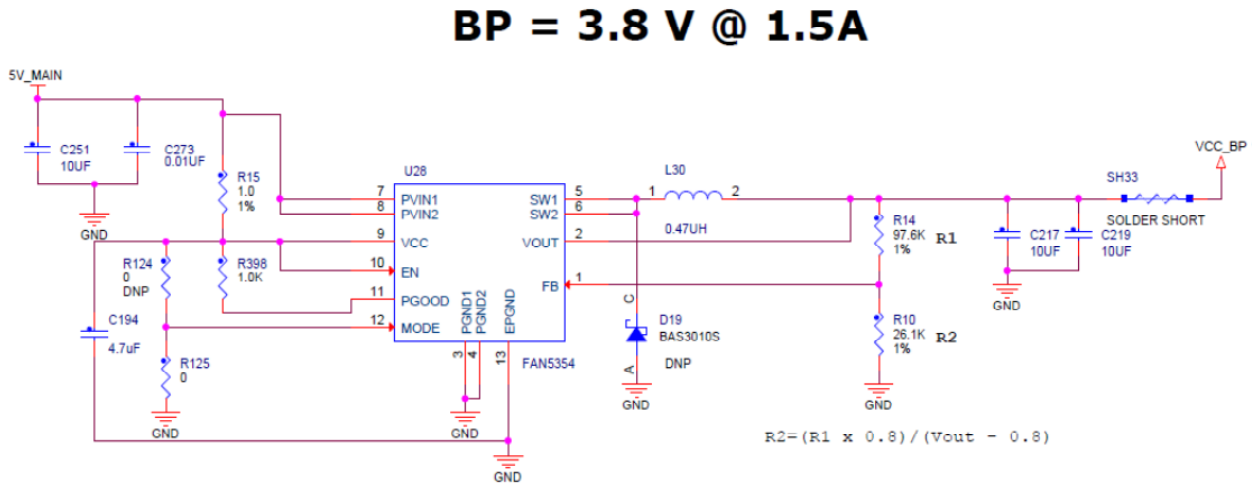 BP = 3.8 V @ 1.5A
5V_MAIN
C251
10UF
C273
0.01UF
GND
R15
1.0
1%
U28
7 PVIN1
8 PVIN2
9 VCC
10 EN
11 PGOOD
12 MODE
SW1 5
SW2 6
VOUT 2
FB 1
PGND1 3
PGND2 4
EPGND 13
FAN5354
R124
0
DNP
R398
1.0K
C194
4.7uF
R125
0
GND
GND
GND
L30
1 2
0.47UH
C
D19
BAS3010S
DNP
A
GND
R14
97.6K
1%
R1
R10
26.1K
1%
R2
GND
C217
10UF
C219
10UF
GND
SH33
SOLDER SHORT
VCC_BP
R2=(R1 x 0.8)/(Vout - 0.8)